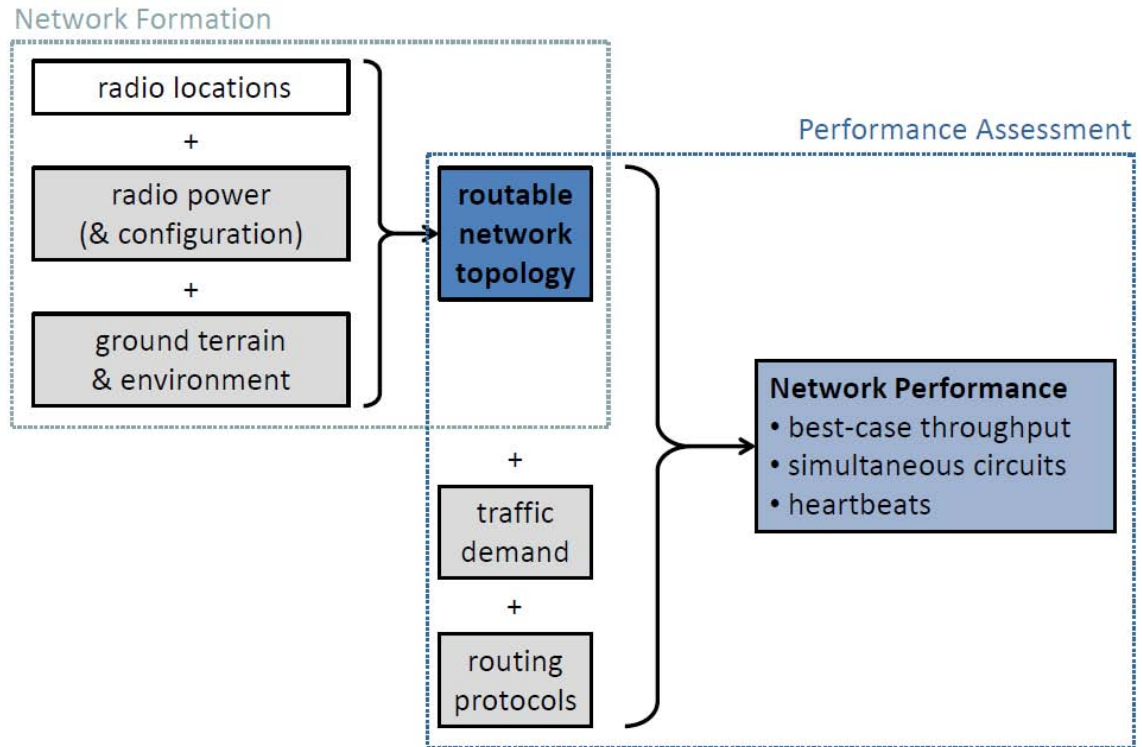 Network Formation
radio locations
+
radio power
(& configuration)
+
ground terrain
& environment
Performance Assessment
routable
network
topology
+
traffic
demand
+
routing
protocols
Network Performance
• best-case throughput
• simultaneous circuits
• heartbeats